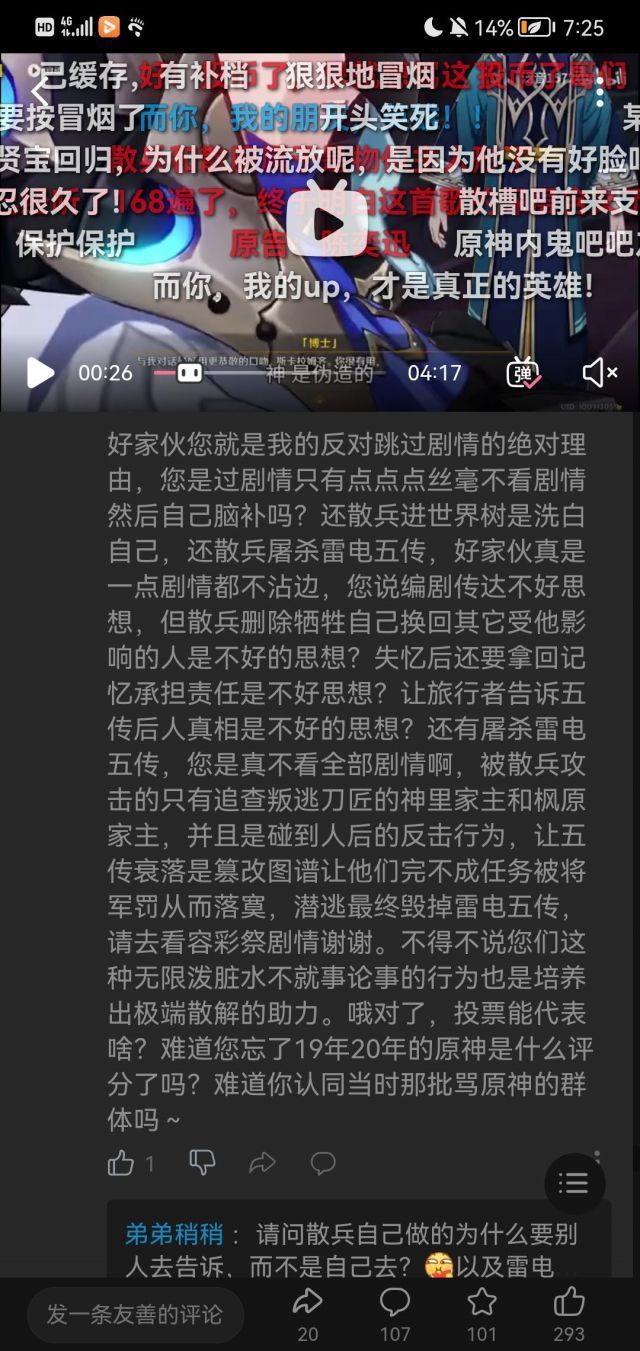 HD 4G 14% 7:25
已缓存, 有补档 狠狠地冒烟
要按冒烟了 而你，我的朋友 开头笑死
贤宝回归, 为什么被流放呢，是因为他没有好脸
忍很久了! 168遍了，终于明白这首歌 散槽吧前来支
保护保护 原告 陈奕迅 原神内鬼吧吧
而你，我的up，才是真正的英雄!
「博士」
斯卡拉姆齐，你很有用
神 是伪造的
00:26 04:17 弹
好家伙您就是我的反对跳过剧情的绝对理
由，您是过剧情只有点点点丝毫不看剧情
然后自己脑补吗？还散兵进世界树是洗白
自己，还散兵屠杀雷电五传，好家伙真是
一点剧情都不沾边，您说编剧传达不好思
想，但散兵删除牺牲自己换回其它受他影
响的人是不好的思想？失忆后还要拿回记
忆承担责任是不好思想？让旅行者告诉五
传后人真相是不好的思想？还有屠杀雷电
五传，您是真不看全部剧情啊，被散兵攻
击的只有追查叛逃刀匠的神里家主和枫原
家主，并且是碰到人后的反击行为，让五
传衰落是篡改图谱让他们完不成任务被将
军罚从而落寞，潜逃最终毁掉雷电五传，
请去看容彩祭剧情谢谢。不得不说您们这
种无限泼脏水不就事论事的行为也是培养
出极端散解的助力。哦对了，投票能代表
啥？难道您忘了19年20年的原神是什么评
分了吗？难道你认同当时那批骂原神的群
体吗～
1
弟弟稍稍：请问散兵自己做的为什么要别
人去告诉，而不是自己去？以及雷电
发一条友善的评论
20 107 101 293